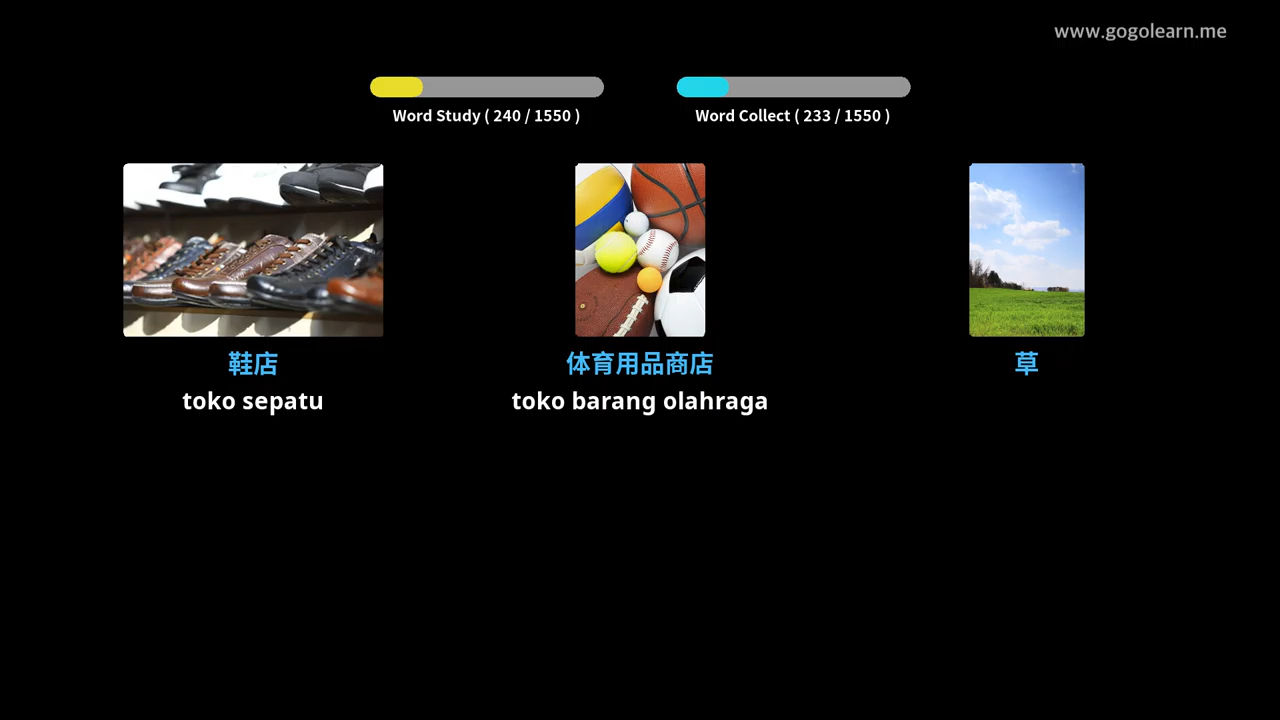 www.gogolearn.me
Word Study ( 240 / 1550 )
Word Collect ( 233 / 1550 )
鞋店
体育用品商店
草
toko sepatu
toko barang olahraga